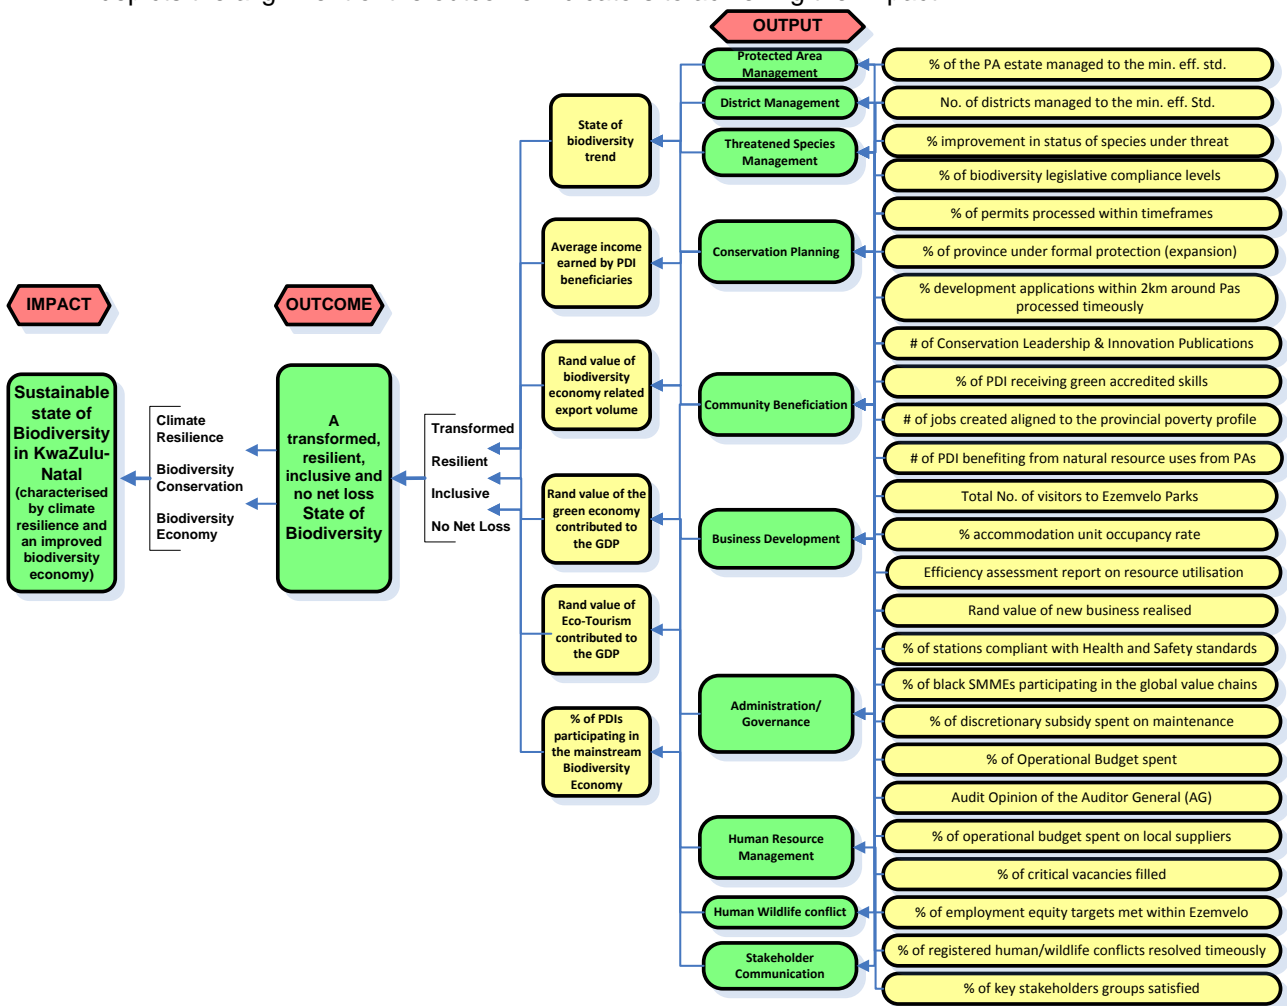 OUTPUT
IMPACT
OUTCOME
Sustainable
state of
Biodiversity
in KwaZulu-
Natal
(characterised
by climate
resilience and
an improved
biodiversity
economy)
Climate
Resilience
Biodiversity
Conservation
Biodiversity
Economy
A
transformed,
resilient,
inclusive and
no net loss
State of
Biodiversity
Transformed
Resilient
Inclusive
No Net Loss
State of
biodiversity
trend
Average income
earned by PDI
beneficiaries
Rand value of
biodiversity
economy related
export volume
Rand value of the
green economy
contributed to
the GDP
Rand value of
Eco-Tourism
contributed to
the GDP
% of PDIs
participating in
the mainstream
Biodiversity
Economy
Protected Area
Management
District Management
Threatened Species
Management
Conservation Planning
Community Beneficiation
Business Development
Administration/
Governance
Human Resource
Management
Human Wildlife conflict
Stakeholder
Communication
% of the PA estate managed to the min. eff. std.
No. of districts managed to the min. eff. Std.
% improvement in status of species under threat
% of biodiversity legislative compliance levels
% of permits processed within timeframes
% of province under formal protection (expansion)
% development applications within 2km around Pas
processed timeously
# of Conservation Leadership & Innovation Publications
% of PDI receiving green accredited skills
# of jobs created aligned to the provincial poverty profile
# of PDI benefiting from natural resource uses from PAs
Total No. of visitors to Ezemvelo Parks
% accommodation unit occupancy rate
Efficiency assessment report on resource utilisation
Rand value of new business realised
% of stations compliant with Health and Safety standards
% of black SMMEs participating in the global value chains
% of discretionary subsidy spent on maintenance
% of Operational Budget spent
Audit Opinion of the Auditor General (AG)
% of operational budget spent on local suppliers
% of critical vacancies filled
% of employment equity targets met within Ezemvelo
% of registered human/wildlife conflicts resolved timeously
% of key stakeholders groups satisfied